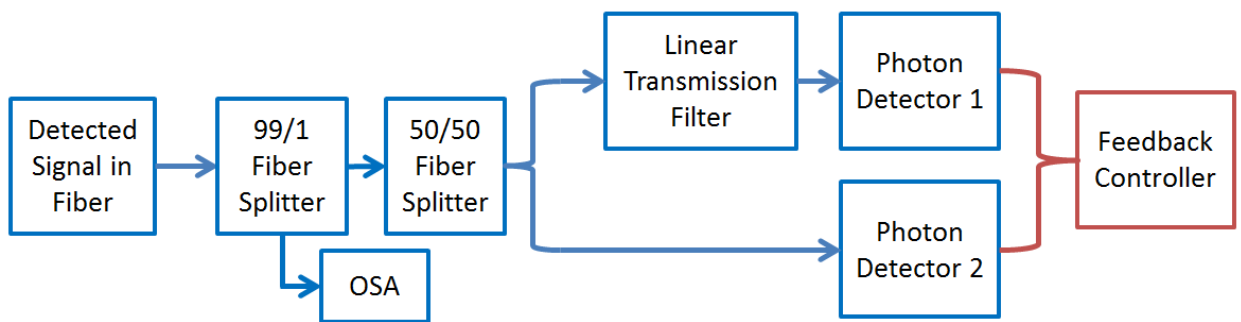 Detected
Signal in
Fiber
99/1
Fiber
Splitter
50/50
Fiber
Splitter
OSA
Linear
Transmission
Filter
Photon
Detector 1
Photon
Detector 2
Feedback
Controller